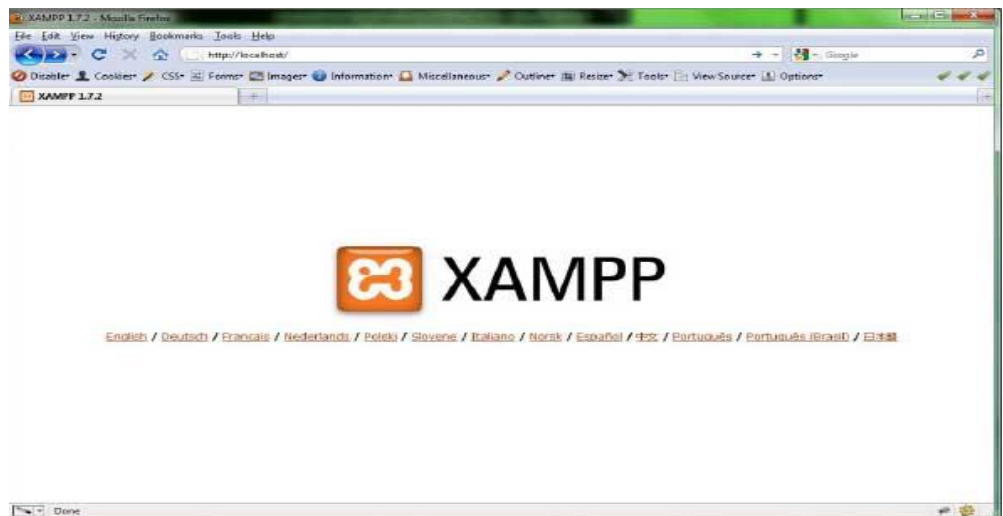 XAMPP 1.7.2 - Mozilla Firefox
File Edit View History Bookmarks Tools Help
http://localhost/
Google
Disable Cookies CSS Forms Images Information Miscellaneous Outline Resize Tools View Source Options
XAMPP 1.7.2
XAMPP
English / Deutsch / Francais / Nederlands / Polski / Slovene / Italiano / Norsk / Español / 中文 / Português / Português (Brasil) / 日本語
Done